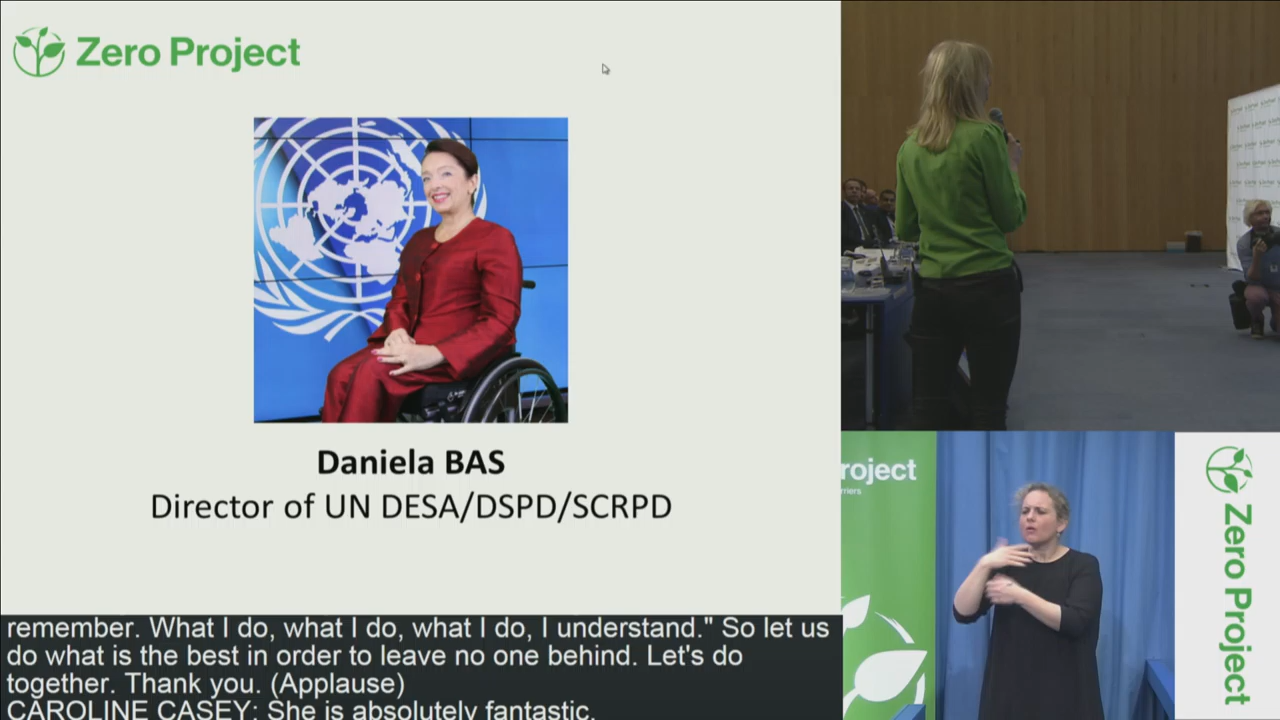 Zero Project
Daniela BAS
Director of UN DESA/DSPD/SCRPD
remember. What I do, what I do, what I do, I understand." So let us
do what is the best in order to leave no one behind. Let's do
together. Thank you. (Applause)
CAROLINE CASEY: She is absolutely fantastic.
roject
rriers
Zero Project